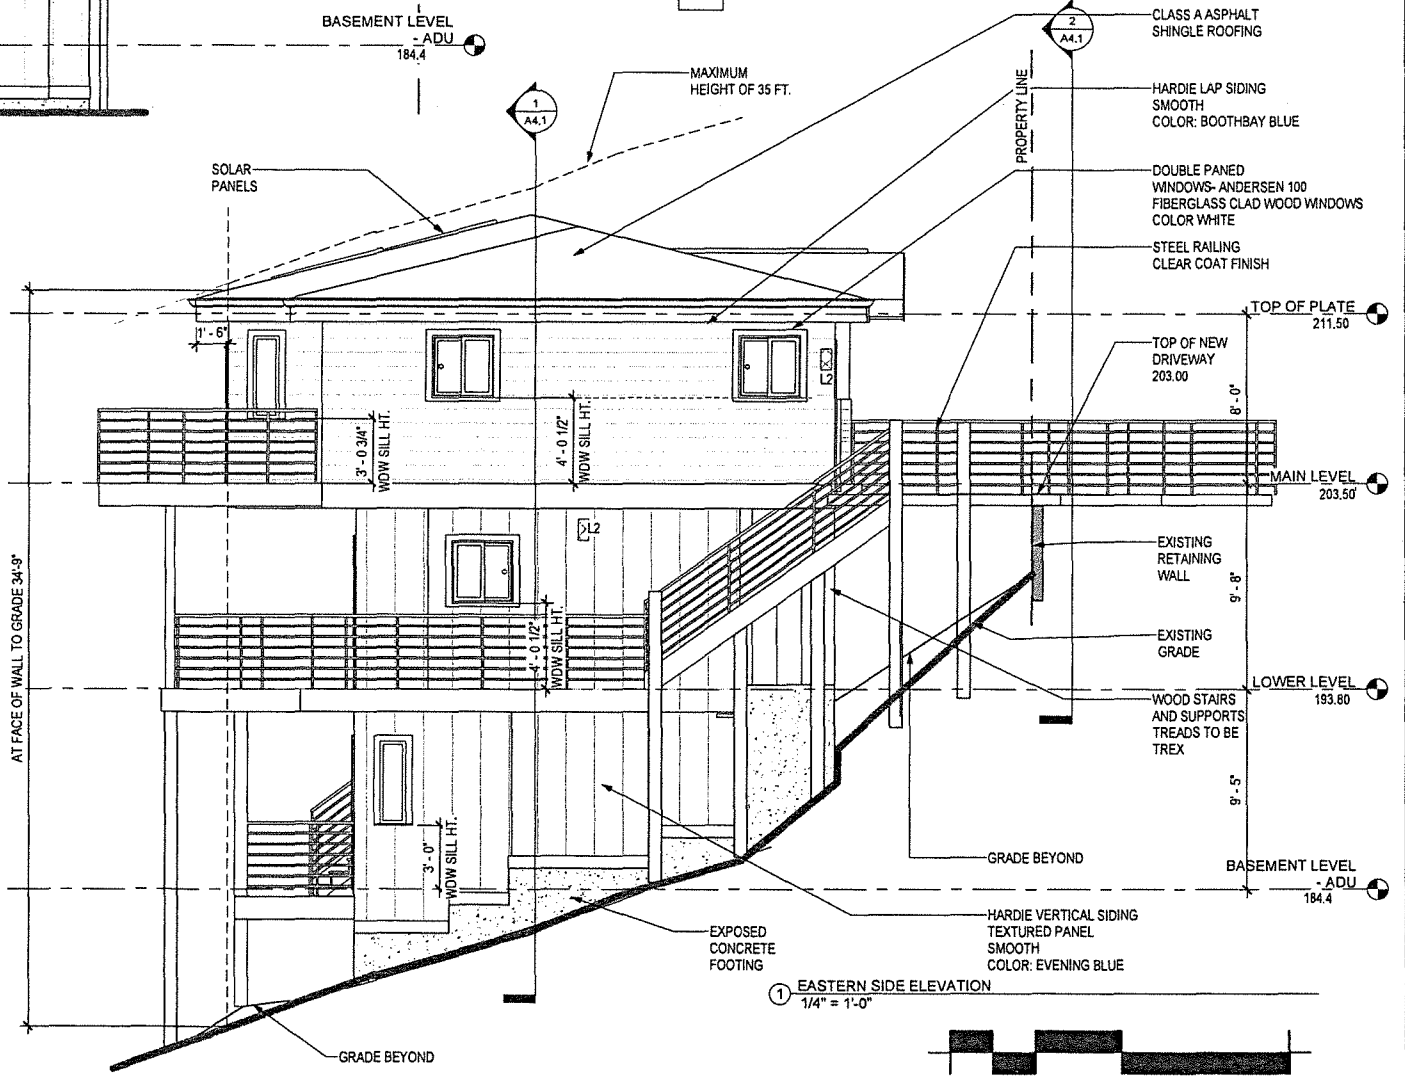 BASEMENT LEVEL
- ADU
184.4
2
A4.1
CLASS A ASPHALT
SHINGLE ROOFING
MAXIMUM
HEIGHT OF 35 FT.
1
A4.1
PROPERTY LINE
HARDIE LAP SIDING
SMOOTH
COLOR: BOOTHBAY BLUE
SOLAR
PANELS
DOUBLE PANED
WINDOWS- ANDERSEN 100
FIBERGLASS CLAD WOOD WINDOWS
COLOR WHITE
STEEL RAILING
CLEAR COAT FINISH
TOP OF PLATE
211.50
1' - 6"
L2
TOP OF NEW
DRIVEWAY
203.00
8'- 0"
3' - 0 3/4"
WDW SILL HT.
4' - 0 1/2"
WDW SILL HT.
MAIN LEVEL
203.50'
L2
EXISTING
RETAINING
WALL
9' - 8"
EXISTING
GRADE
4' - 0 1/2"
WDW SILL HT.
AT FACE OF WALL TO GRADE 34'-9"
LOWER LEVEL
193.80
WOOD STAIRS
AND SUPPORTS
TREADS TO BE
TREX
9' - 5"
3' - 0"
WDW SILL HT.
GRADE BEYOND
BASEMENT LEVEL
- ADU
184.4
EXPOSED
CONCRETE
FOOTING
HARDIE VERTICAL SIDING
TEXTURED PANEL
SMOOTH
COLOR: EVENING BLUE
1 EASTERN SIDE ELEVATION
1/4" = 1'-0"
GRADE BEYOND